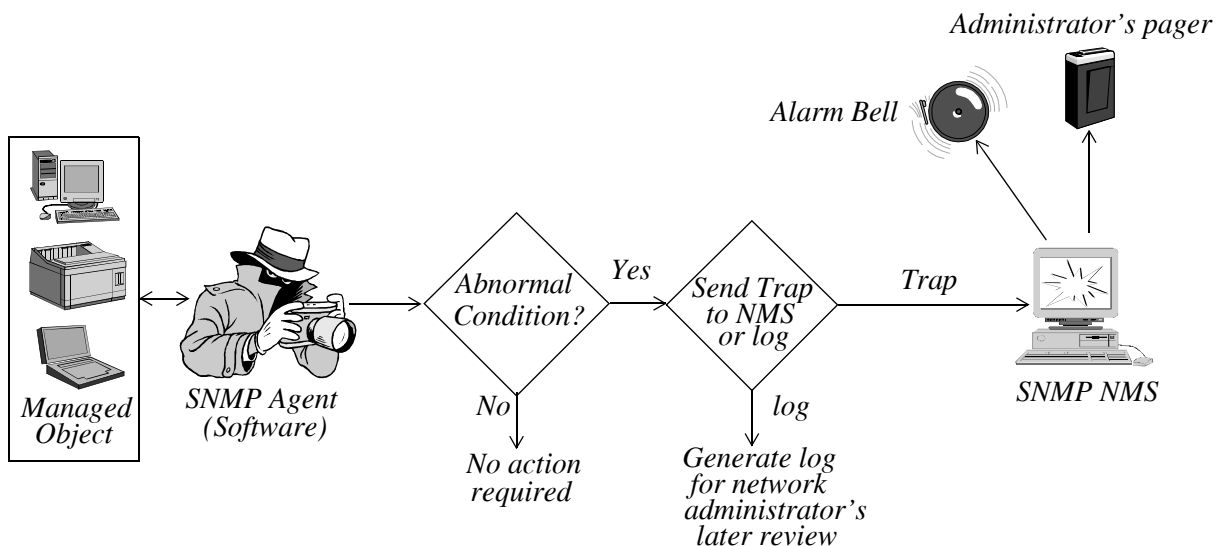 Administrator's pager
Alarm Bell
Managed
Object
SNMP Agent
(Software)
Abnormal
Condition?
Yes
No
No action
required
Send Trap
to NMS
or log
Trap
log
Generate log
for network
administrator's
later review
SNMP NMS